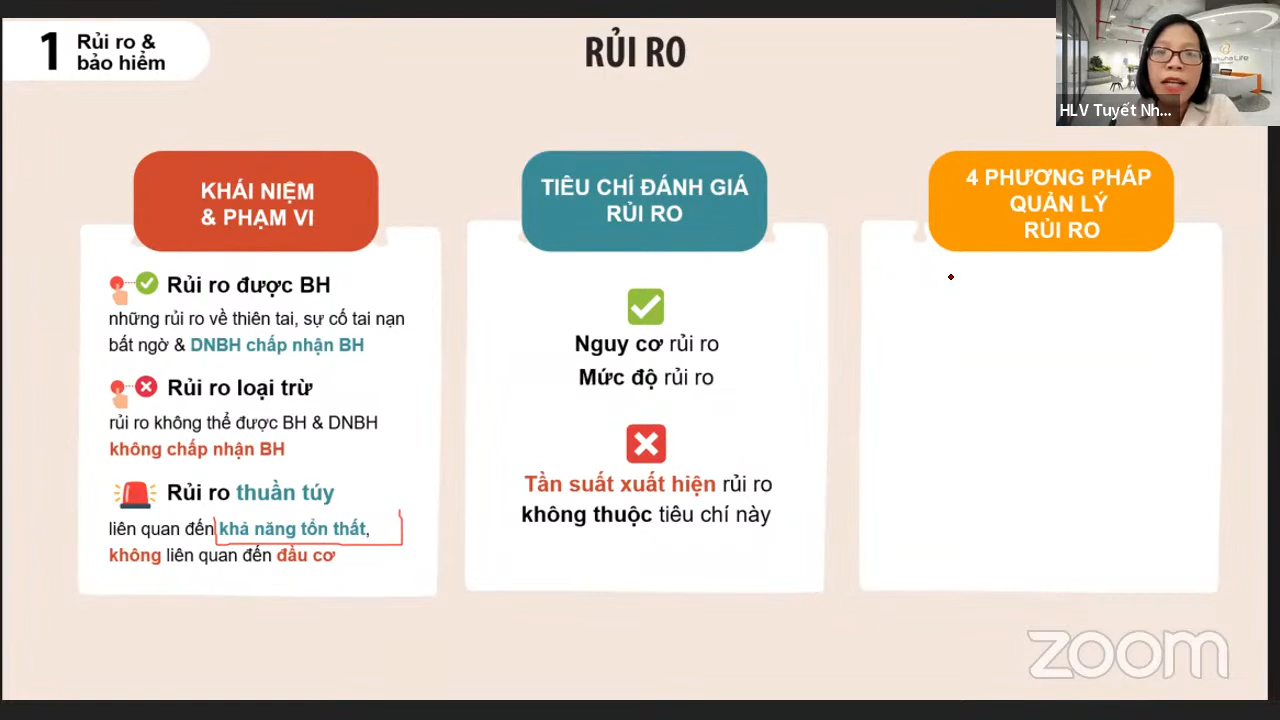 1
Rủi ro &
bảo hiểm
RỦI RO
HLV Tuyết Nh...
KHÁI NIỆM
& PHẠM VI
Rủi ro được BH
những rủi ro về thiên tai, sự cố tai nạn
bất ngờ & DNBH chấp nhận BH
Rủi ro loại trừ
rủi ro không thể được BH & DNBH
không chấp nhận BH
Rủi ro thuần túy
liên quan đến khả năng tổn thất,
không liên quan đến đầu cơ
TIÊU CHÍ ĐÁNH GIÁ
RỦI RO
Nguy cơ rủi ro
Mức độ rủi ro
Tần suất xuất hiện rủi ro
không thuộc tiêu chí này
4 PHƯƠNG PHÁP
QUẢN LÝ
RỦI RO
zoom